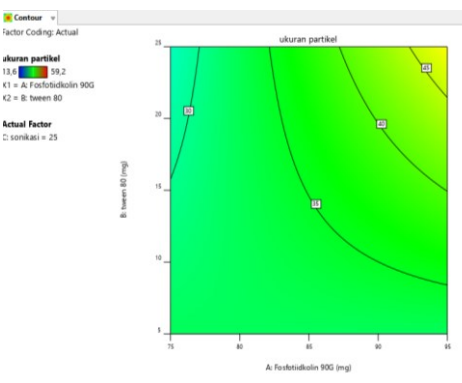 Contour
Factor Coding: Actual
ukuran partikel
13,6 59,2
X1 = A: Fosfotiidkolin 90G
X2 = B: tween 80
Actual Factor
C: sonikasi = 25
ukuran partikel
25
20
15
10
5
B: tween 80 (mg)
30
35
40
45
75 80 85 90 95
A: Fosfotiidkolin 90G (mg)